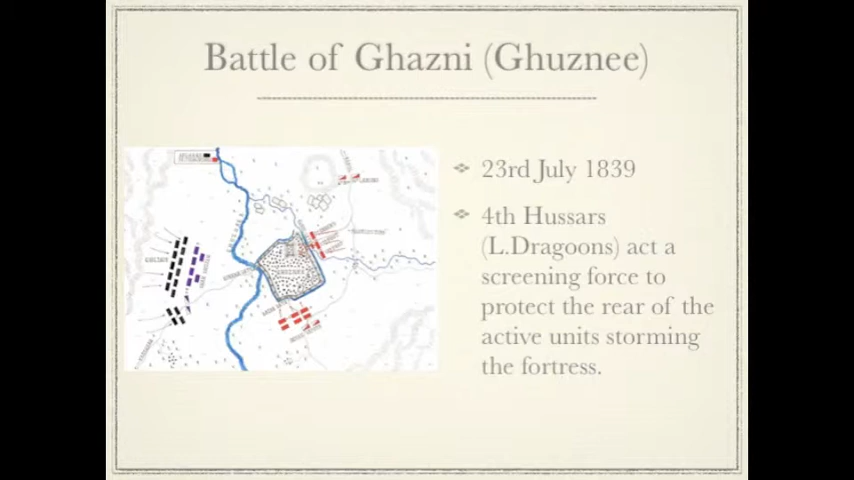 Battle of Ghazni (Ghuznee)
23rd July 1839
4th Hussars
(L.Dragoons) act a
screening force to
protect the rear of the
active units storming
the fortress.